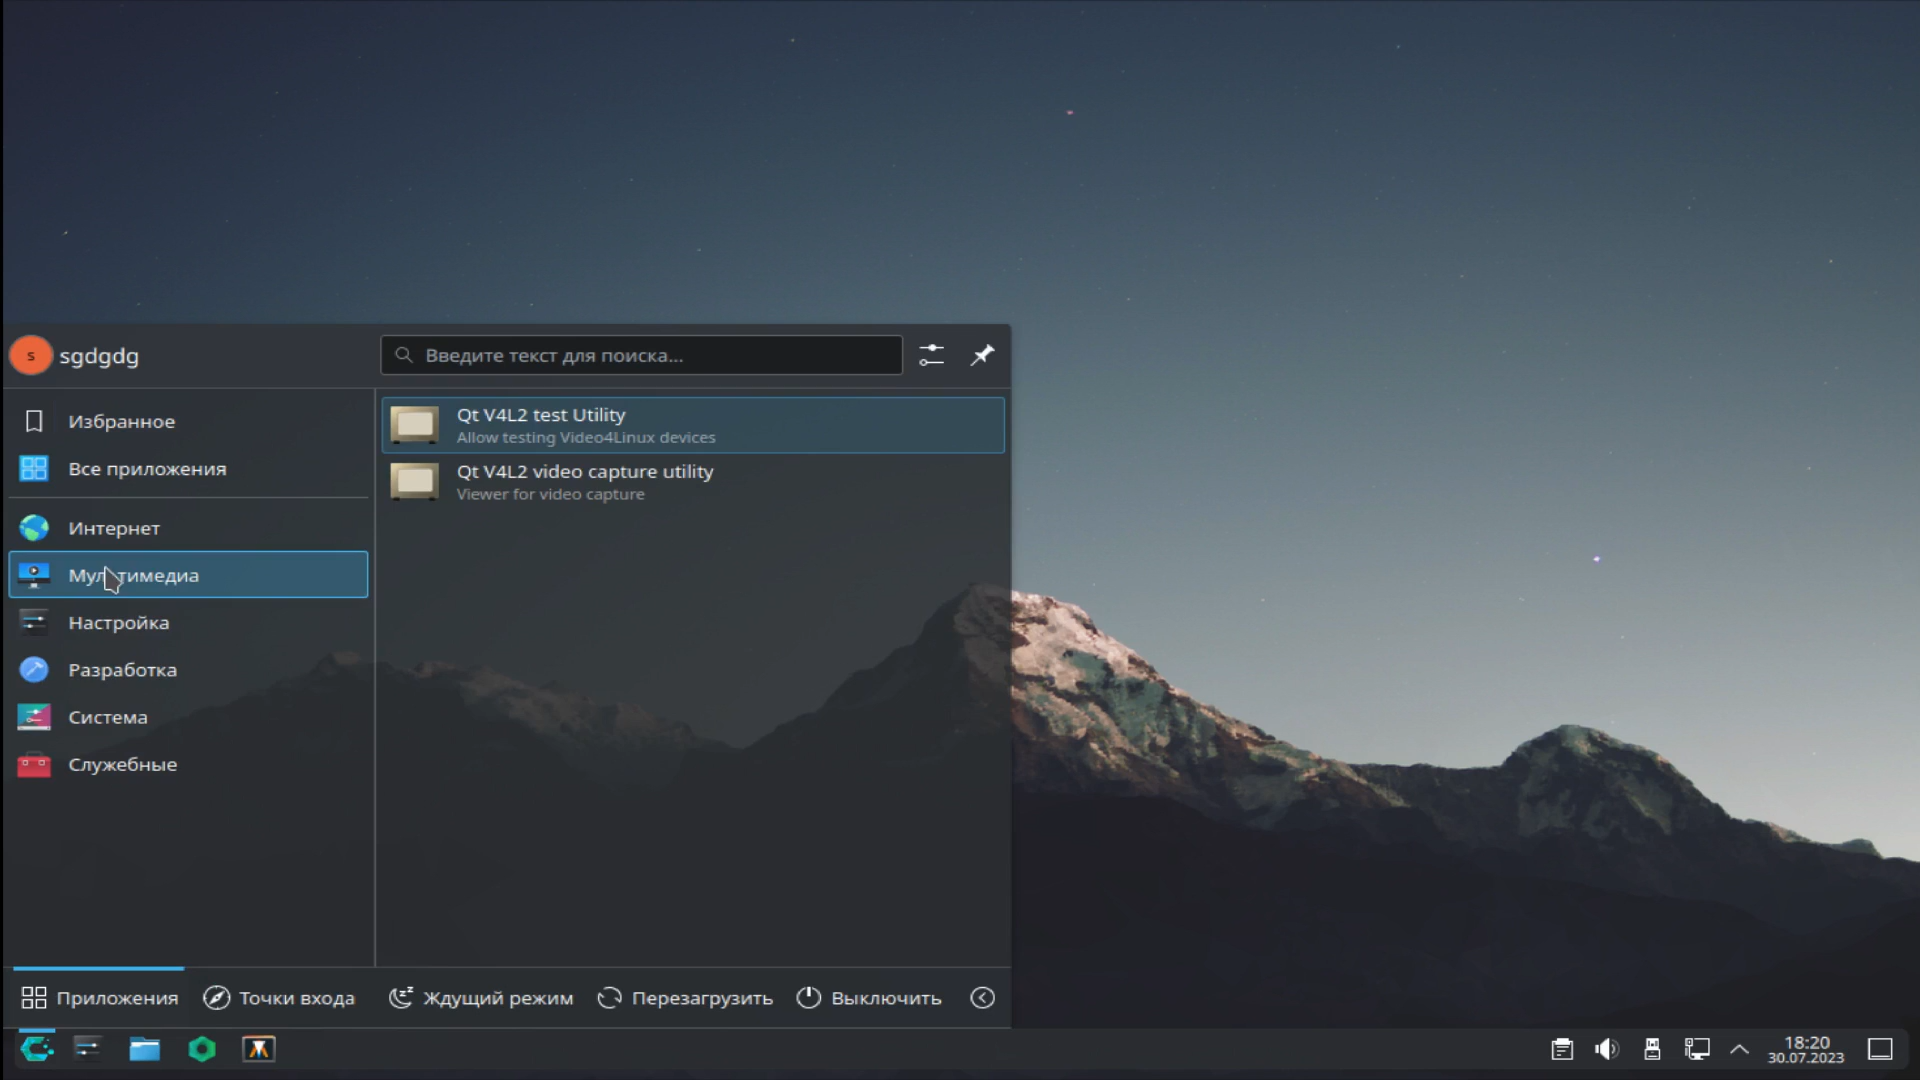 s
sgdgdg
Введите текст для поиска...
Избранное
Все приложения
Интернет
Мультимедиа
Настройка
Разработка
Система
Служебные
Qt V4L2 test Utility
Allow testing Video4Linux devices
Qt V4L2 video capture utility
Viewer for video capture
Приложения
Точки входа
Ждущий режим
Перезагрузить
Выключить
18:20
30.07.2023